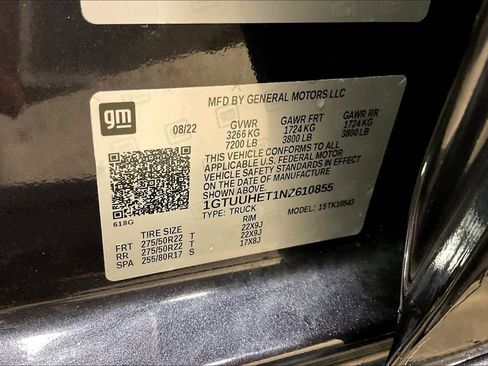 gm
MFD BY GENERAL MOTORS LLC
08/22 GVWR GAWR FRT GAWR RR
3266 KG 1724 KG 1724 KG
7200 LB 3800 LB 3800 LB
THIS VEHICLE CONFORMS TO ALL
APPLICABLE U.S. FEDERAL MOTOR
VEHICLE SAFETY STANDARDS IN
EFFECT ON THE DATE OF
MANUFACTURE SHOWN ABOVE.
1GTUUHET1NZ610855
618G
TYPE: TRUCK MODEL: 15TK10543
TIRE SIZE RIM
FRT 275/50R22 T 22X9J
RR 275/50R22 T 22X9J
SPA 255/80R17 S 17X8J